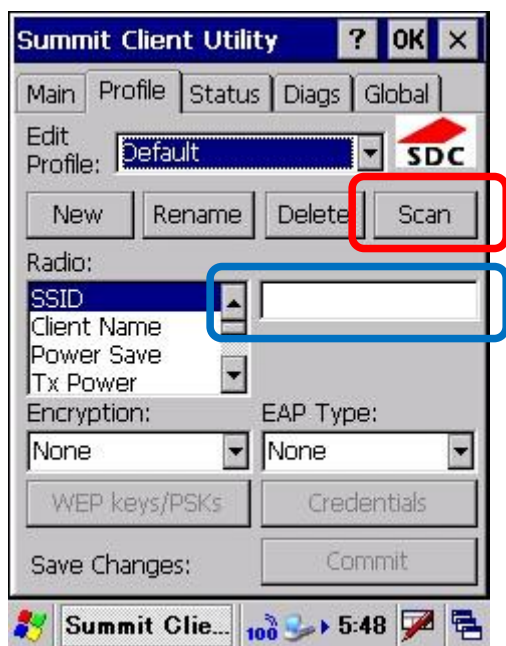 Summit Client Utility ? OK ×
Main Profile Status Diags Global
Edit
Profile: Default
SDC
New Rename Delete Scan
Radio:
SSID
Client Name
Power Save
Tx Power
Encryption: EAP Type:
None None
WEP keys/PSKs Credentials
Save Changes: Commit
Summit Clie... 100 5:48